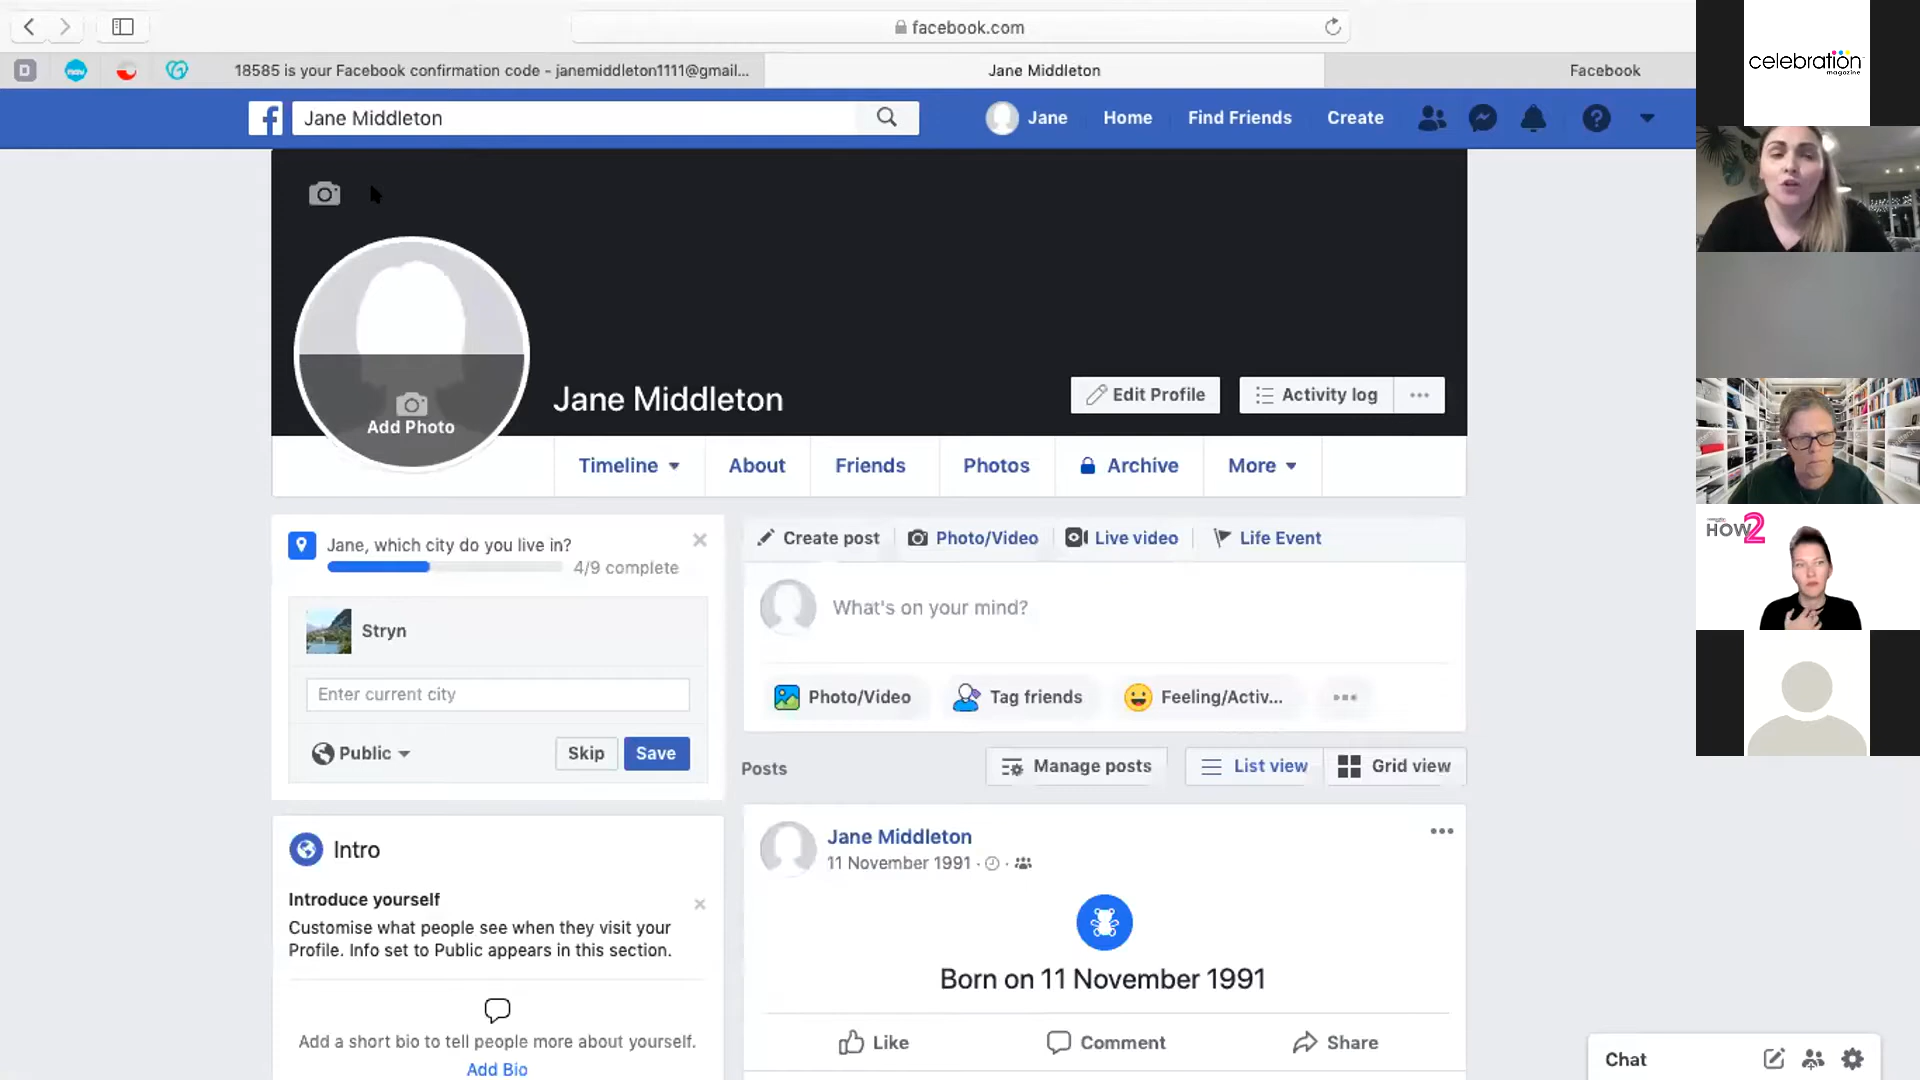 facebook.com
18585 is your Facebook confirmation code - janemiddleton1111@gmail...
Jane Middleton
Facebook
Jane Middleton
Jane
Home
Find Friends
Create
Jane Middleton
Edit Profile
Activity log
Add Photo
Timeline
About
Friends
Photos
Archive
More
Jane, which city do you live in?
4/9 complete
Stryn
Enter current city
Public
Skip
Save
Intro
Introduce yourself
Customise what people see when they visit your
Profile. Info set to Public appears in this section.
Add a short bio to tell people more about yourself.
Add Bio
Create post
Photo/Video
Live video
Life Event
What's on your mind?
Photo/Video
Tag friends
Feeling/Activ...
Posts
Manage posts
List view
Grid view
Jane Middleton
11 November 1991
Born on 11 November 1991
Like
Comment
Share
Chat
celebration
magazine
HOW2